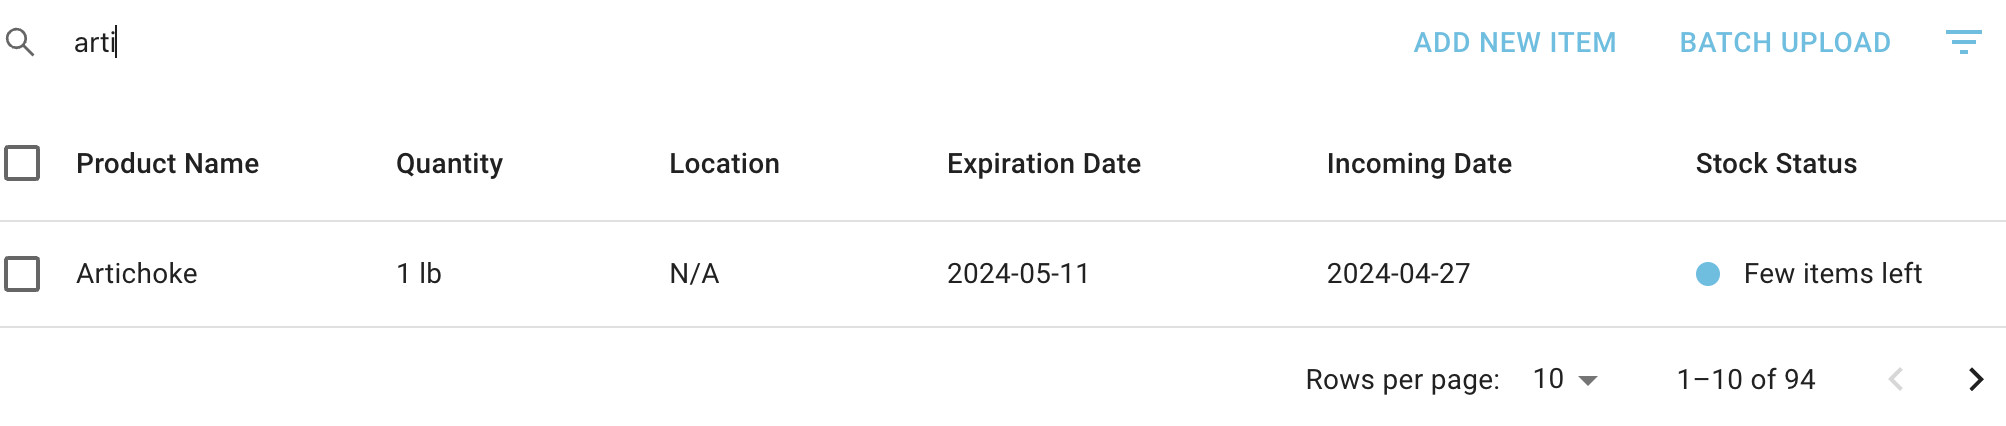 arti ADD NEW ITEM BATCH UPLOAD
Product Name Quantity Location Expiration Date Incoming Date Stock Status
Artichoke 1 lb N/A 2024-05-11 2024-04-27 Few items left
Rows per page: 10 1–10 of 94